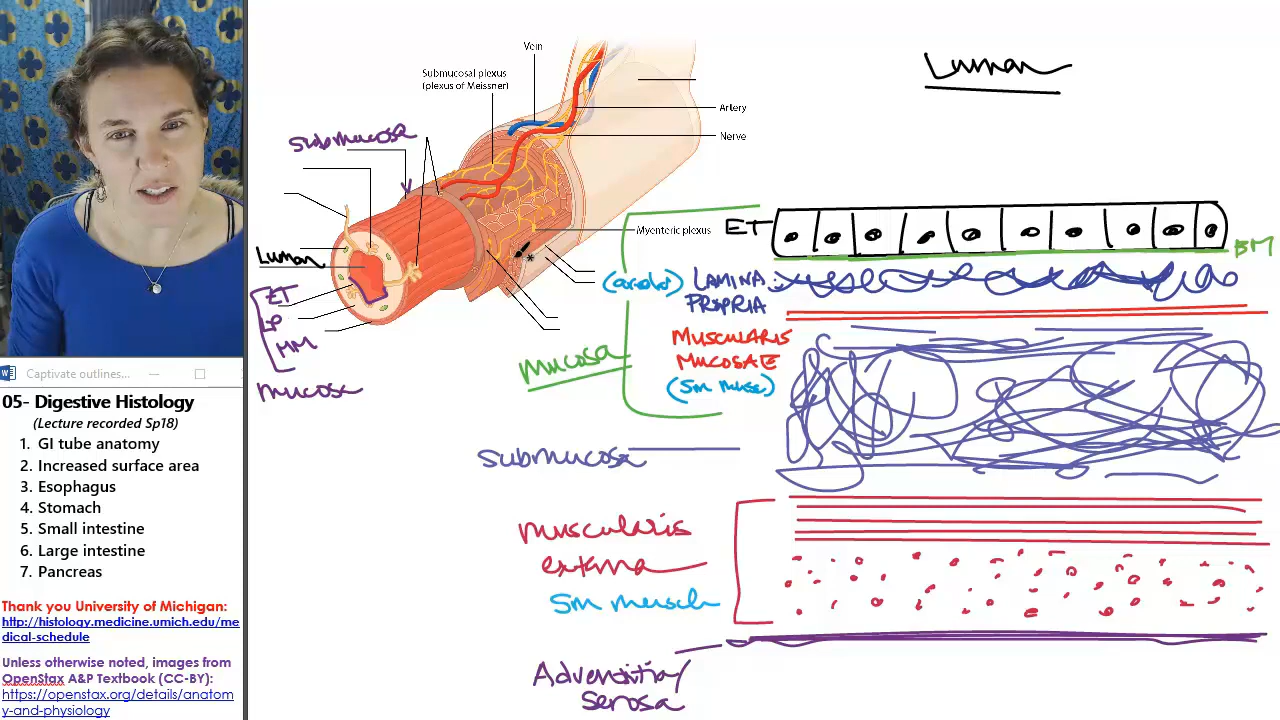 Captivate outlines...
05- Digestive Histology
(Lecture recorded Sp18)
1. GI tube anatomy
2. Increased surface area
3. Esophagus
4. Stomach
5. Small intestine
6. Large intestine
7. Pancreas
Thank you University of Michigan:
http://histology.medicine.umich.edu/me
dical-schedule
Unless otherwise noted, images from
OpenStax A&P Textbook (CC-BY):
https://openstax.org/details/anatom
y-and-physiology
Vein
Submucosal plexus
(plexus of Meissner)
Artery
Nerve
Myenteric plexus
Submucosa
Lumen
ET
LP
MM
mucosa
Lumen
ET
BM
(areolar) LAMINA
PROPRIA
MUSCULARIS
MUCOSAE
(Sm musc)
mucosa
submucosa
muscularis
externa
Sm muscle
Adventitia/
Serosa